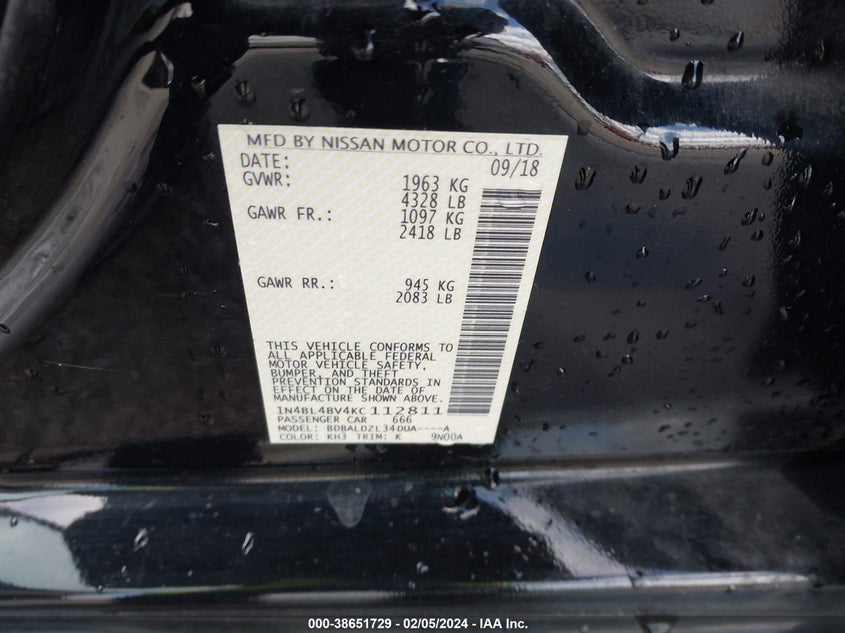 MFD BY NISSAN MOTOR CO., LTD.
DATE: 09/18
GVWR: 1963 KG
4328 LB
GAWR FR.: 1097 KG
2418 LB
GAWR RR.: 945 KG
2083 LB
THIS VEHICLE CONFORMS TO
ALL APPLICABLE FEDERAL
MOTOR VEHICLE SAFETY,
BUMPER, AND THEFT
PREVENTION STANDARDS IN
EFFECT ON THE DATE OF
MANUFACTURE SHOWN ABOVE.
1N4BL4BV4KC112811
PASSENGER CAR 666
MODEL: BDBALDZL34DUA----A
COLOR: KH3 TRIM: K 9N00A
000-38651729 - 02/05/2024 - IAA Inc.